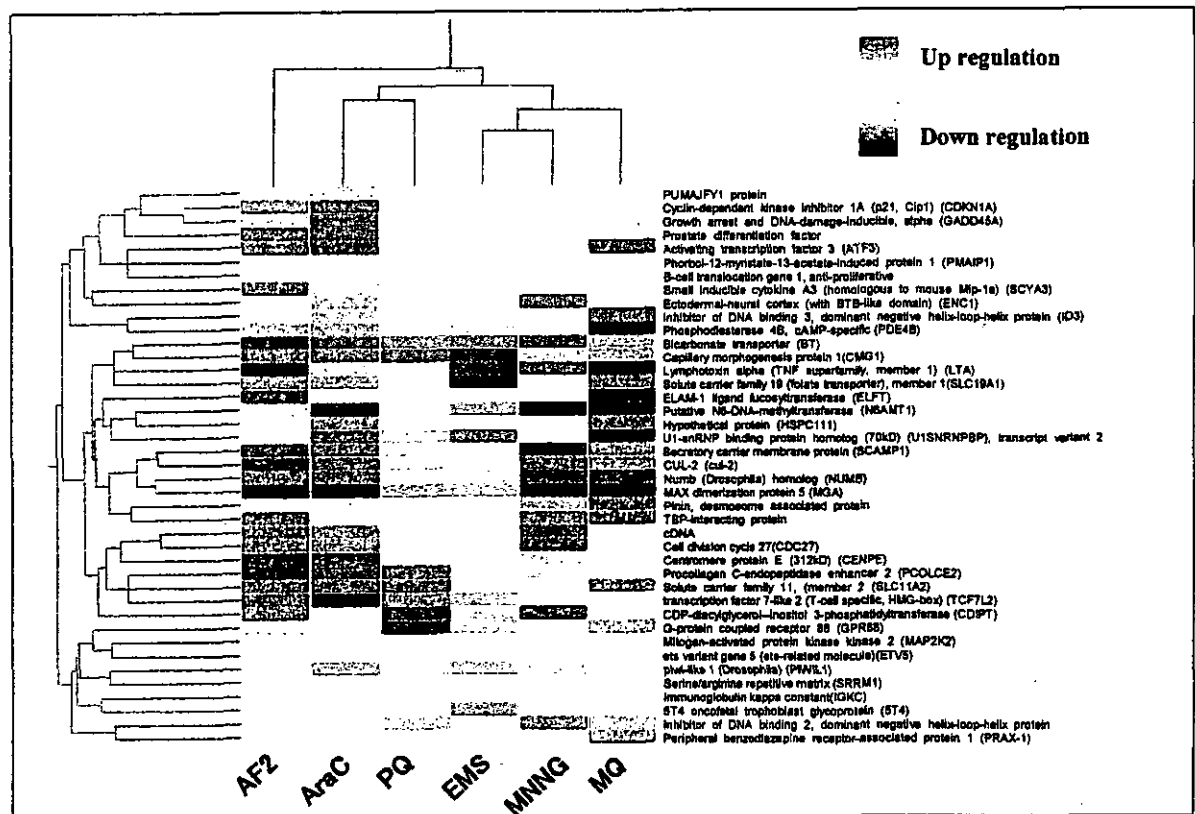 Up regulation
Down regulation
PUMAJFY1 protein
Cyclin-dependent kinase inhibitor 1A (p21, Cip1) (CDKN1A)
Growth arrest and DNA-damage-inducible, alpha (GADD45A)
Prostate differentiation factor
Activating transcription factor 3 (ATF3)
Phorbol-12-myristate-13-acetate-induced protein 1 (PMAIP1)
B-cell translocation gene 1, anti-proliferative
Small inducible cytokine A3 (homologous to mouse Mip-1a) (SCYA3)
Ectodermal-neural cortex (with BTB-like domain) (ENC1)
Inhibitor of DNA binding 3, dominant negative helix-loop-helix protein (ID3)
Phosphodiesterase 4B, cAMP-specific (PDE4B)
Bicarbonate transporter (BT)
Capillary morphogenesis protein 1(CMG1)
Lymphotoxin alpha (TNF superfamily, member 1) (LTA)
Solute carrier family 19 (folate transporter), member 1(SLC19A1)
ELAM-1 ligand fucosyltransferase (ELFT)
Putative N6-DNA-methyltransferase (N6AMT1)
Hypothetical protein (HSPC111)
U1-snRNP binding protein homolog (70kD) (U1SNRNPBP), transcript variant 2
Secretory carrier membrane protein (SCAMP1)
CUL-2 (cul-2)
Numb (Drosophila) homolog (NUMB)
MAX dimerization protein 5 (MGA)
Pinin, desmosome associated protein
TBP-interacting protein
cDNA
Cell division cycle 27(CDC27)
Centromere protein E (312kD) (CENPE)
Procollagen C-endopeptidase enhancer 2 (PCOLCE2)
Solute carrier family 11, (member 2 (SLC11A2)
transcription factor 7-like 2 (T-cell specific, HMG-box) (TCF7L2)
CDP-diacylglycerol--inositol 3-phosphatidyltransferase (CDIPT)
G-protein coupled receptor 88 (GPR88)
Mitogen-activated protein kinase kinase 2 (MAP2K2)
ets variant gene 5 (ets-related molecule)(ETV5)
piwi-like 1 (Drosophila) (PIWIL1)
Serine/arginine repetitive matrix (SRRM1)
Immunoglobulin kappa constant(IGKC)
5T4 oncofetal trophoblast glycoprotein (5T4)
Inhibitor of DNA binding 2, dominant negative helix-loop-helix protein
Peripheral benzodiazapine receptor-associated protein 1 (PRAX-1)
AF2 AraC PQ EMS MNNG MQ